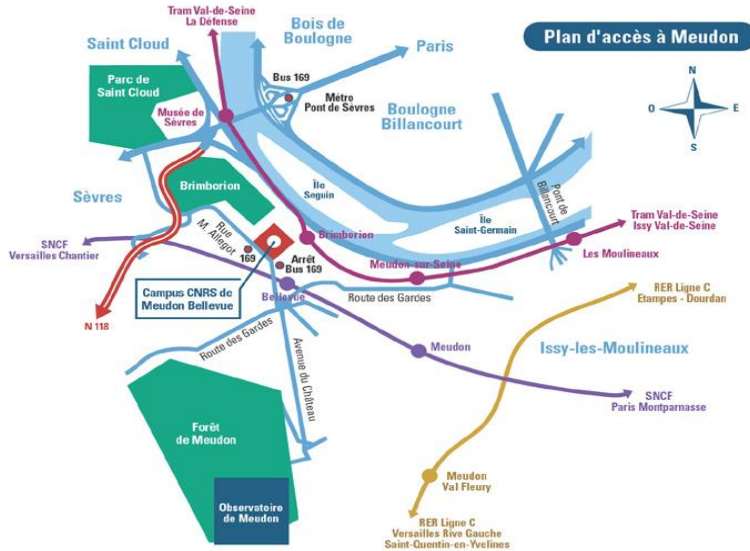 Tram Val-de-Seine
La Défense
Plan d'accès à Meudon
Saint Cloud
Bois de
Boulogne
Paris
N
O
E
S
Parc de
Saint Cloud
Bus 169
Métro
Pont de Sèvres
Musée de
Sèvres
Boulogne
Billancourt
Sèvres
Brimborion
Île
Seguin
Île
Saint-Germain
Pont de
Billancourt
Tram Val-de-Seine
Issy Val-de-Seine
SNCF
Versailles Chantier
Rue
M. Allegot
169
Arrêt
Bus 169
Brimborion
Les Moulineaux
Meudon-sur-Seine
Campus CNRS de
Meudon Bellevue
Bellevue
Route des Gardes
RER Ligne C
Etampes - Dourdan
N 118
Route des Gardes
Avenue du Château
Meudon
Issy-les-Moulineaux
SNCF
Paris Montparnasse
Forêt
de Meudon
Meudon
Val Fleury
Observatoire
de Meudon
RER Ligne C
Versailles Rive Gauche
Saint-Quentin-en-Yvelines